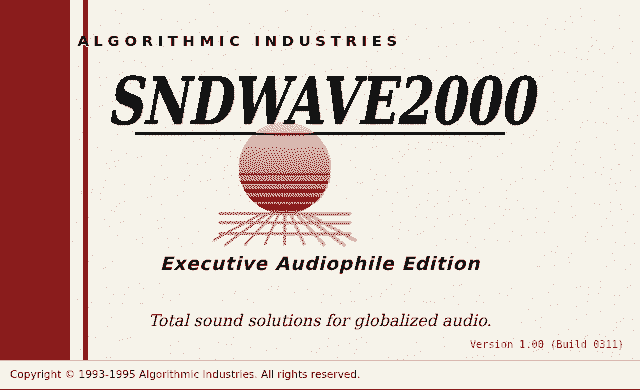 ALGORITHMIC INDUSTRIES
SNDWAVE2000
Executive Audiophile Edition
Total sound solutions for globalized audio.
Version 1.00 (Build 0311)
Copyright © 1993-1995 Algorithmic Industries. All rights reserved.